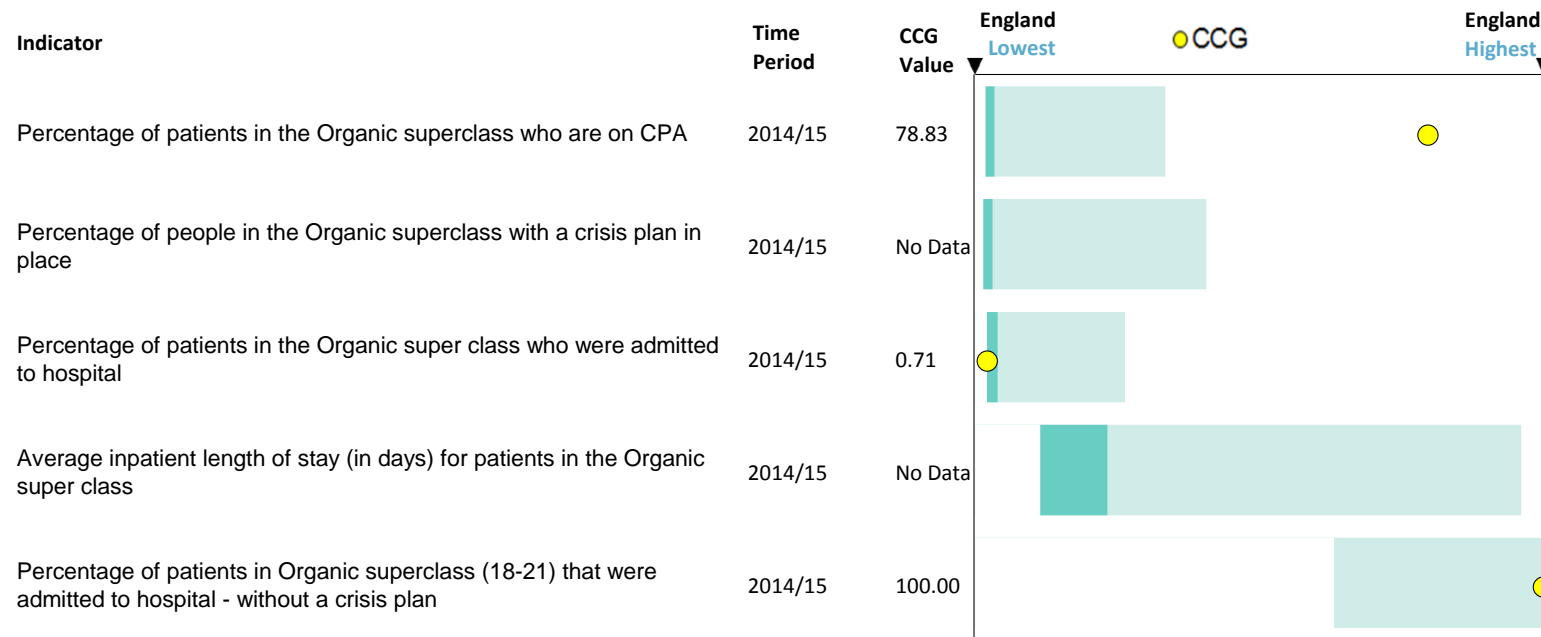 Indicator
Time
Period
CCG
Value
England
Lowest
CCG
England
Highest
Percentage of patients in the Organic superclass who are on CPA
2014/15
78.83
Percentage of people in the Organic superclass with a crisis plan in
place
2014/15
No Data
Percentage of patients in the Organic super class who were admitted
to hospital
2014/15
0.71
Average inpatient length of stay (in days) for patients in the Organic
super class
2014/15
No Data
Percentage of patients in Organic superclass (18-21) that were
admitted to hospital - without a crisis plan
2014/15
100.00